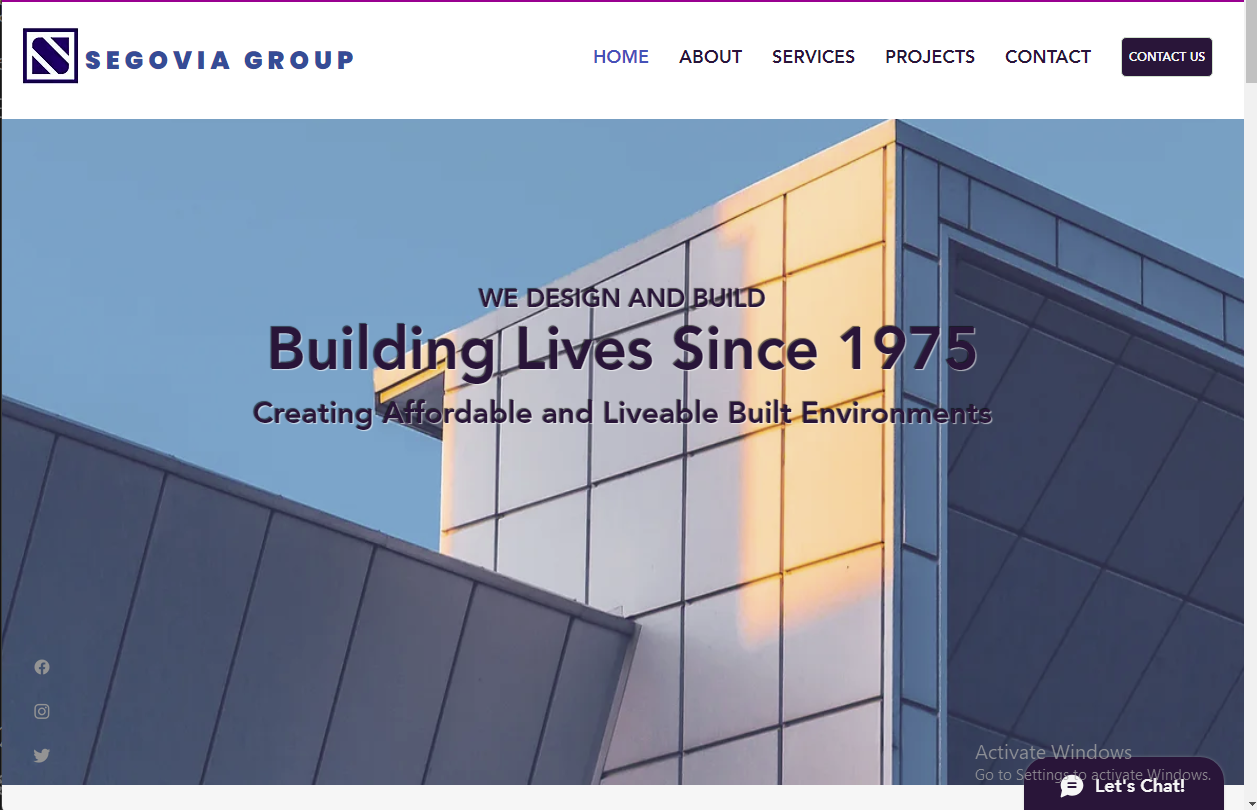 SEGOVIA GROUP
HOME ABOUT SERVICES PROJECTS CONTACT CONTACT US
WE DESIGN AND BUILD
Building Lives Since 1975
Creating Affordable and Liveable Built Environments
Activate Windows
Go to Settings to activate Windows.
Let's Chat!